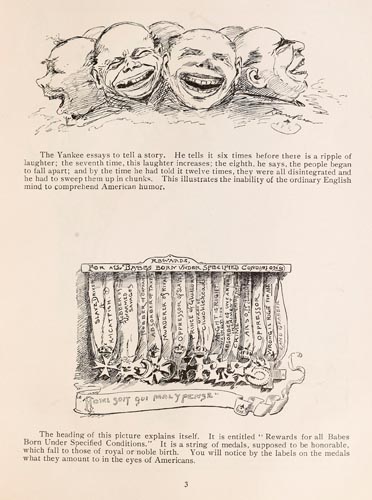 The Yankee essays to tell a story. He tells it six times before there is a ripple of
laughter; the seventh time, this laughter increases; the eighth, he says, the people began
to fall apart; and by the time he had told it twelve times, they were all disintegrated and
he had to sweep them up in chunks. This illustrates the inability of the ordinary English
mind to comprehend American humor.
REWARDS,
FOR ALL BABES BORN UNDER SPECIFIED CONDITIONS
OPPRESSOR
"HONI SOIT QUI MAL Y PENSE"
The heading of this picture explains itself. It is entitled "Rewards for all Babes
Born Under Specified Conditions." It is a string of medals, supposed to be honorable,
which fall to those of royal or noble birth. You will notice by the labels on the medals
what they amount to in the eyes of Americans.
3